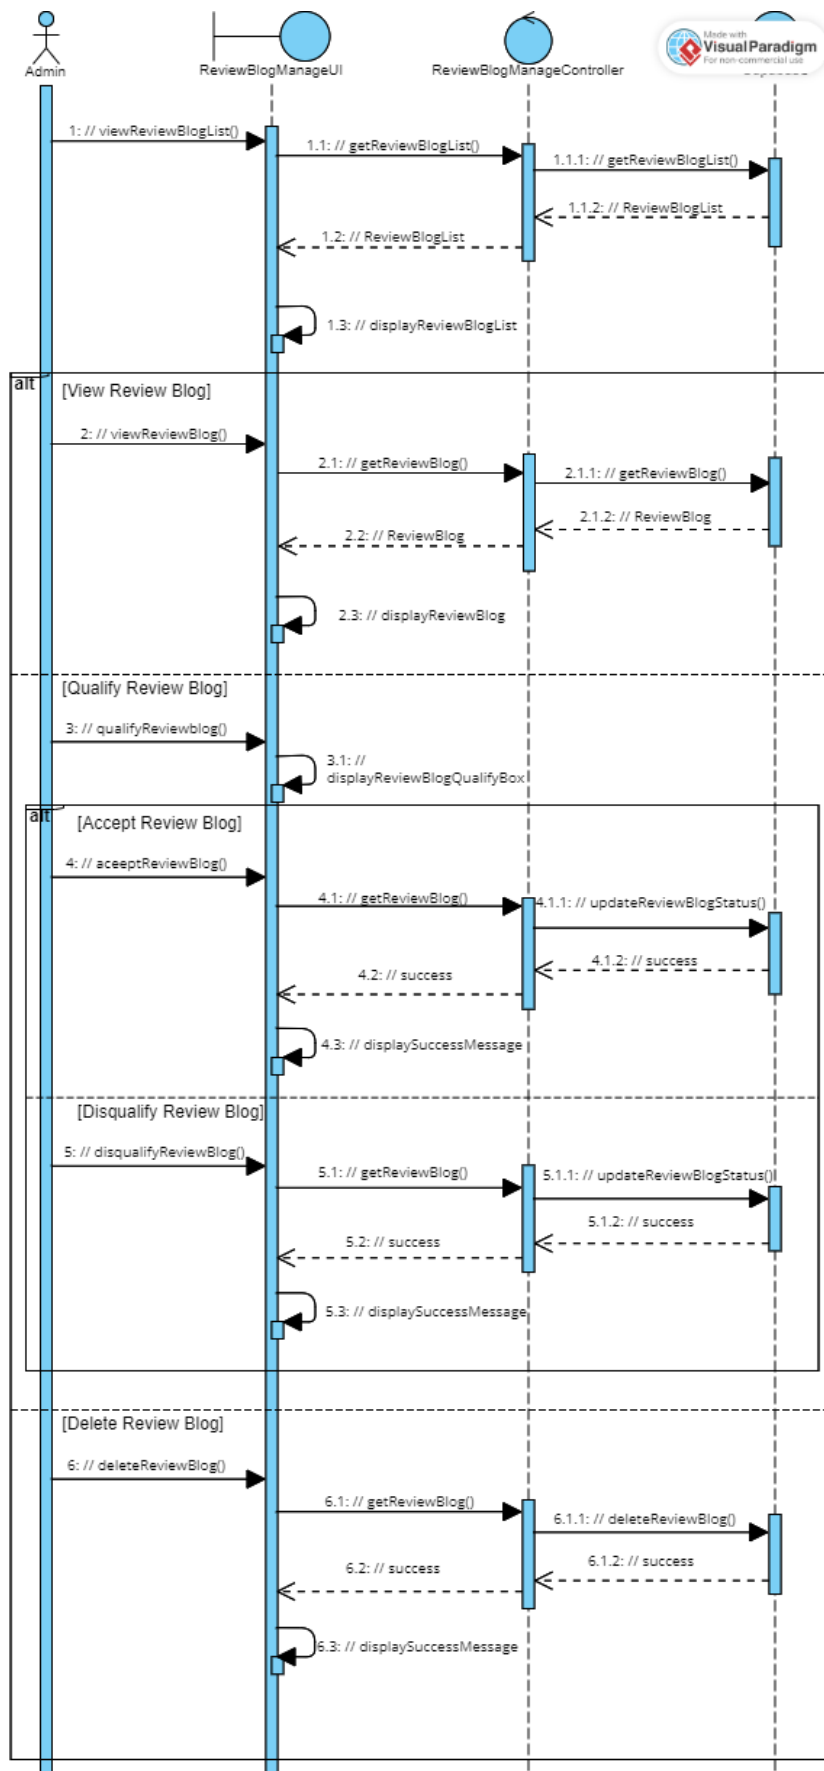 Made with
Visual Paradigm
For non-commercial use
Admin
ReviewBlogManageUI
ReviewBlogManageController
1: // viewReviewBlogList()
1.1: // getReviewBlogList()
1.1.1: // getReviewBlogList()
1.1.2: // ReviewBlogList
1.2: // ReviewBlogList
1.3: // displayReviewBlogList
alt
[View Review Blog]
2: // viewReviewBlog()
2.1: // getReviewBlog()
2.1.1: // getReviewBlog()
2.1.2: // ReviewBlog
2.2: // ReviewBlog
2.3: // displayReviewBlog
[Qualify Review Blog]
3: // qualifyReviewblog()
3.1: //
displayReviewBlogQualifyBox
alt
[Accept Review Blog]
4: // aceeptReviewBlog()
4.1: // getReviewBlog()
4.1.1: // updateReviewBlogStatus()
4.1.2: // success
4.2: // success
4.3: // displaySuccessMessage
[Disqualify Review Blog]
5: // disqualifyReviewBlog()
5.1: // getReviewBlog()
5.1.1: // updateReviewBlogStatus()
5.1.2: // success
5.2: // success
5.3: // displaySuccessMessage
[Delete Review Blog]
6: // deleteReviewBlog()
6.1: // getReviewBlog()
6.1.1: // deleteReviewBlog()
6.1.2: // success
6.2: // success
6.3: // displaySuccessMessage